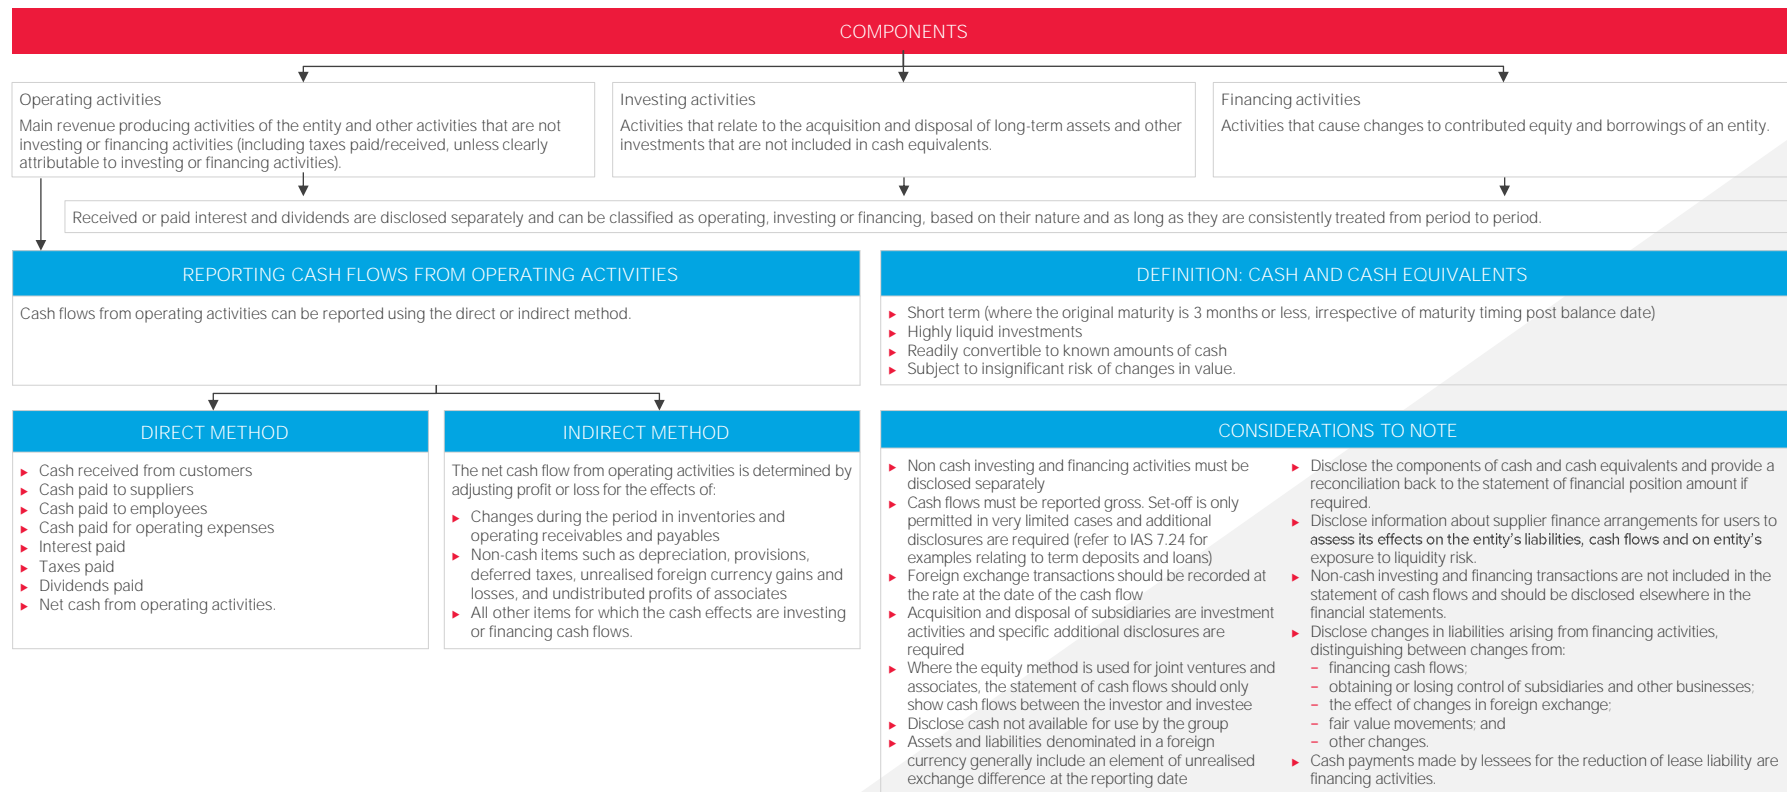 COMPONENTS
Operating activities
Main revenue producing activities of the entity and other activities that are not
investing or financing activities (including taxes paid/received, unless clearly
attributable to investing or financing activities).
Investing activities
Activities that relate to the acquisition and disposal of long-term assets and other
investments that are not included in cash equivalents.
Financing activities
Activities that cause changes to contributed equity and borrowings of an entity.
Received or paid interest and dividends are disclosed separately and can be classified as operating, investing or financing, based on their nature and as long as they are consistently treated from period to period.
REPORTING CASH FLOWS FROM OPERATING ACTIVITIES
Cash flows from operating activities can be reported using the direct or indirect method.
DEFINITION: CASH AND CASH EQUIVALENTS
► Short term (where the original maturity is 3 months or less, irrespective of maturity timing post balance date)
► Highly liquid investments
► Readily convertible to known amounts of cash
► Subject to insignificant risk of changes in value.
DIRECT METHOD
► Cash received from customers
► Cash paid to suppliers
► Cash paid to employees
► Cash paid for operating expenses
► Interest paid
► Taxes paid
► Dividends paid
► Net cash from operating activities.
INDIRECT METHOD
The net cash flow from operating activities is determined by
adjusting profit or loss for the effects of:
► Changes during the period in inventories and
operating receivables and payables
► Non-cash items such as depreciation, provisions,
deferred taxes, unrealised foreign currency gains and
losses, and undistributed profits of associates
► All other items for which the cash effects are investing
or financing cash flows.
CONSIDERATIONS TO NOTE
► Non cash investing and financing activities must be
disclosed separately
► Cash flows must be reported gross. Set-off is only
permitted in very limited cases and additional
disclosures are required (refer to IAS 7.24 for
examples relating to term deposits and loans)
► Foreign exchange transactions should be recorded at
the rate at the date of the cash flow
► Acquisition and disposal of subsidiaries are investment
activities and specific additional disclosures are
required
► Where the equity method is used for joint ventures and
associates, the statement of cash flows should only
show cash flows between the investor and investee
► Disclose cash not available for use by the group
► Assets and liabilities denominated in a foreign
currency generally include an element of unrealised
exchange difference at the reporting date
► Disclose the components of cash and cash equivalents and provide a
reconciliation back to the statement of financial position amount if
required.
► Disclose information about supplier finance arrangements for users to
assess its effects on the entity's liabilities, cash flows and on entity's
exposure to liquidity risk.
► Non-cash investing and financing transactions are not included in the
statement of cash flows and should be disclosed elsewhere in the
financial statements.
► Disclose changes in liabilities arising from financing activities,
distinguishing between changes from:
– financing cash flows;
– obtaining or losing control of subsidiaries and other businesses;
– the effect of changes in foreign exchange;
– fair value movements; and
– other changes.
► Cash payments made by lessees for the reduction of lease liability are
financing activities.